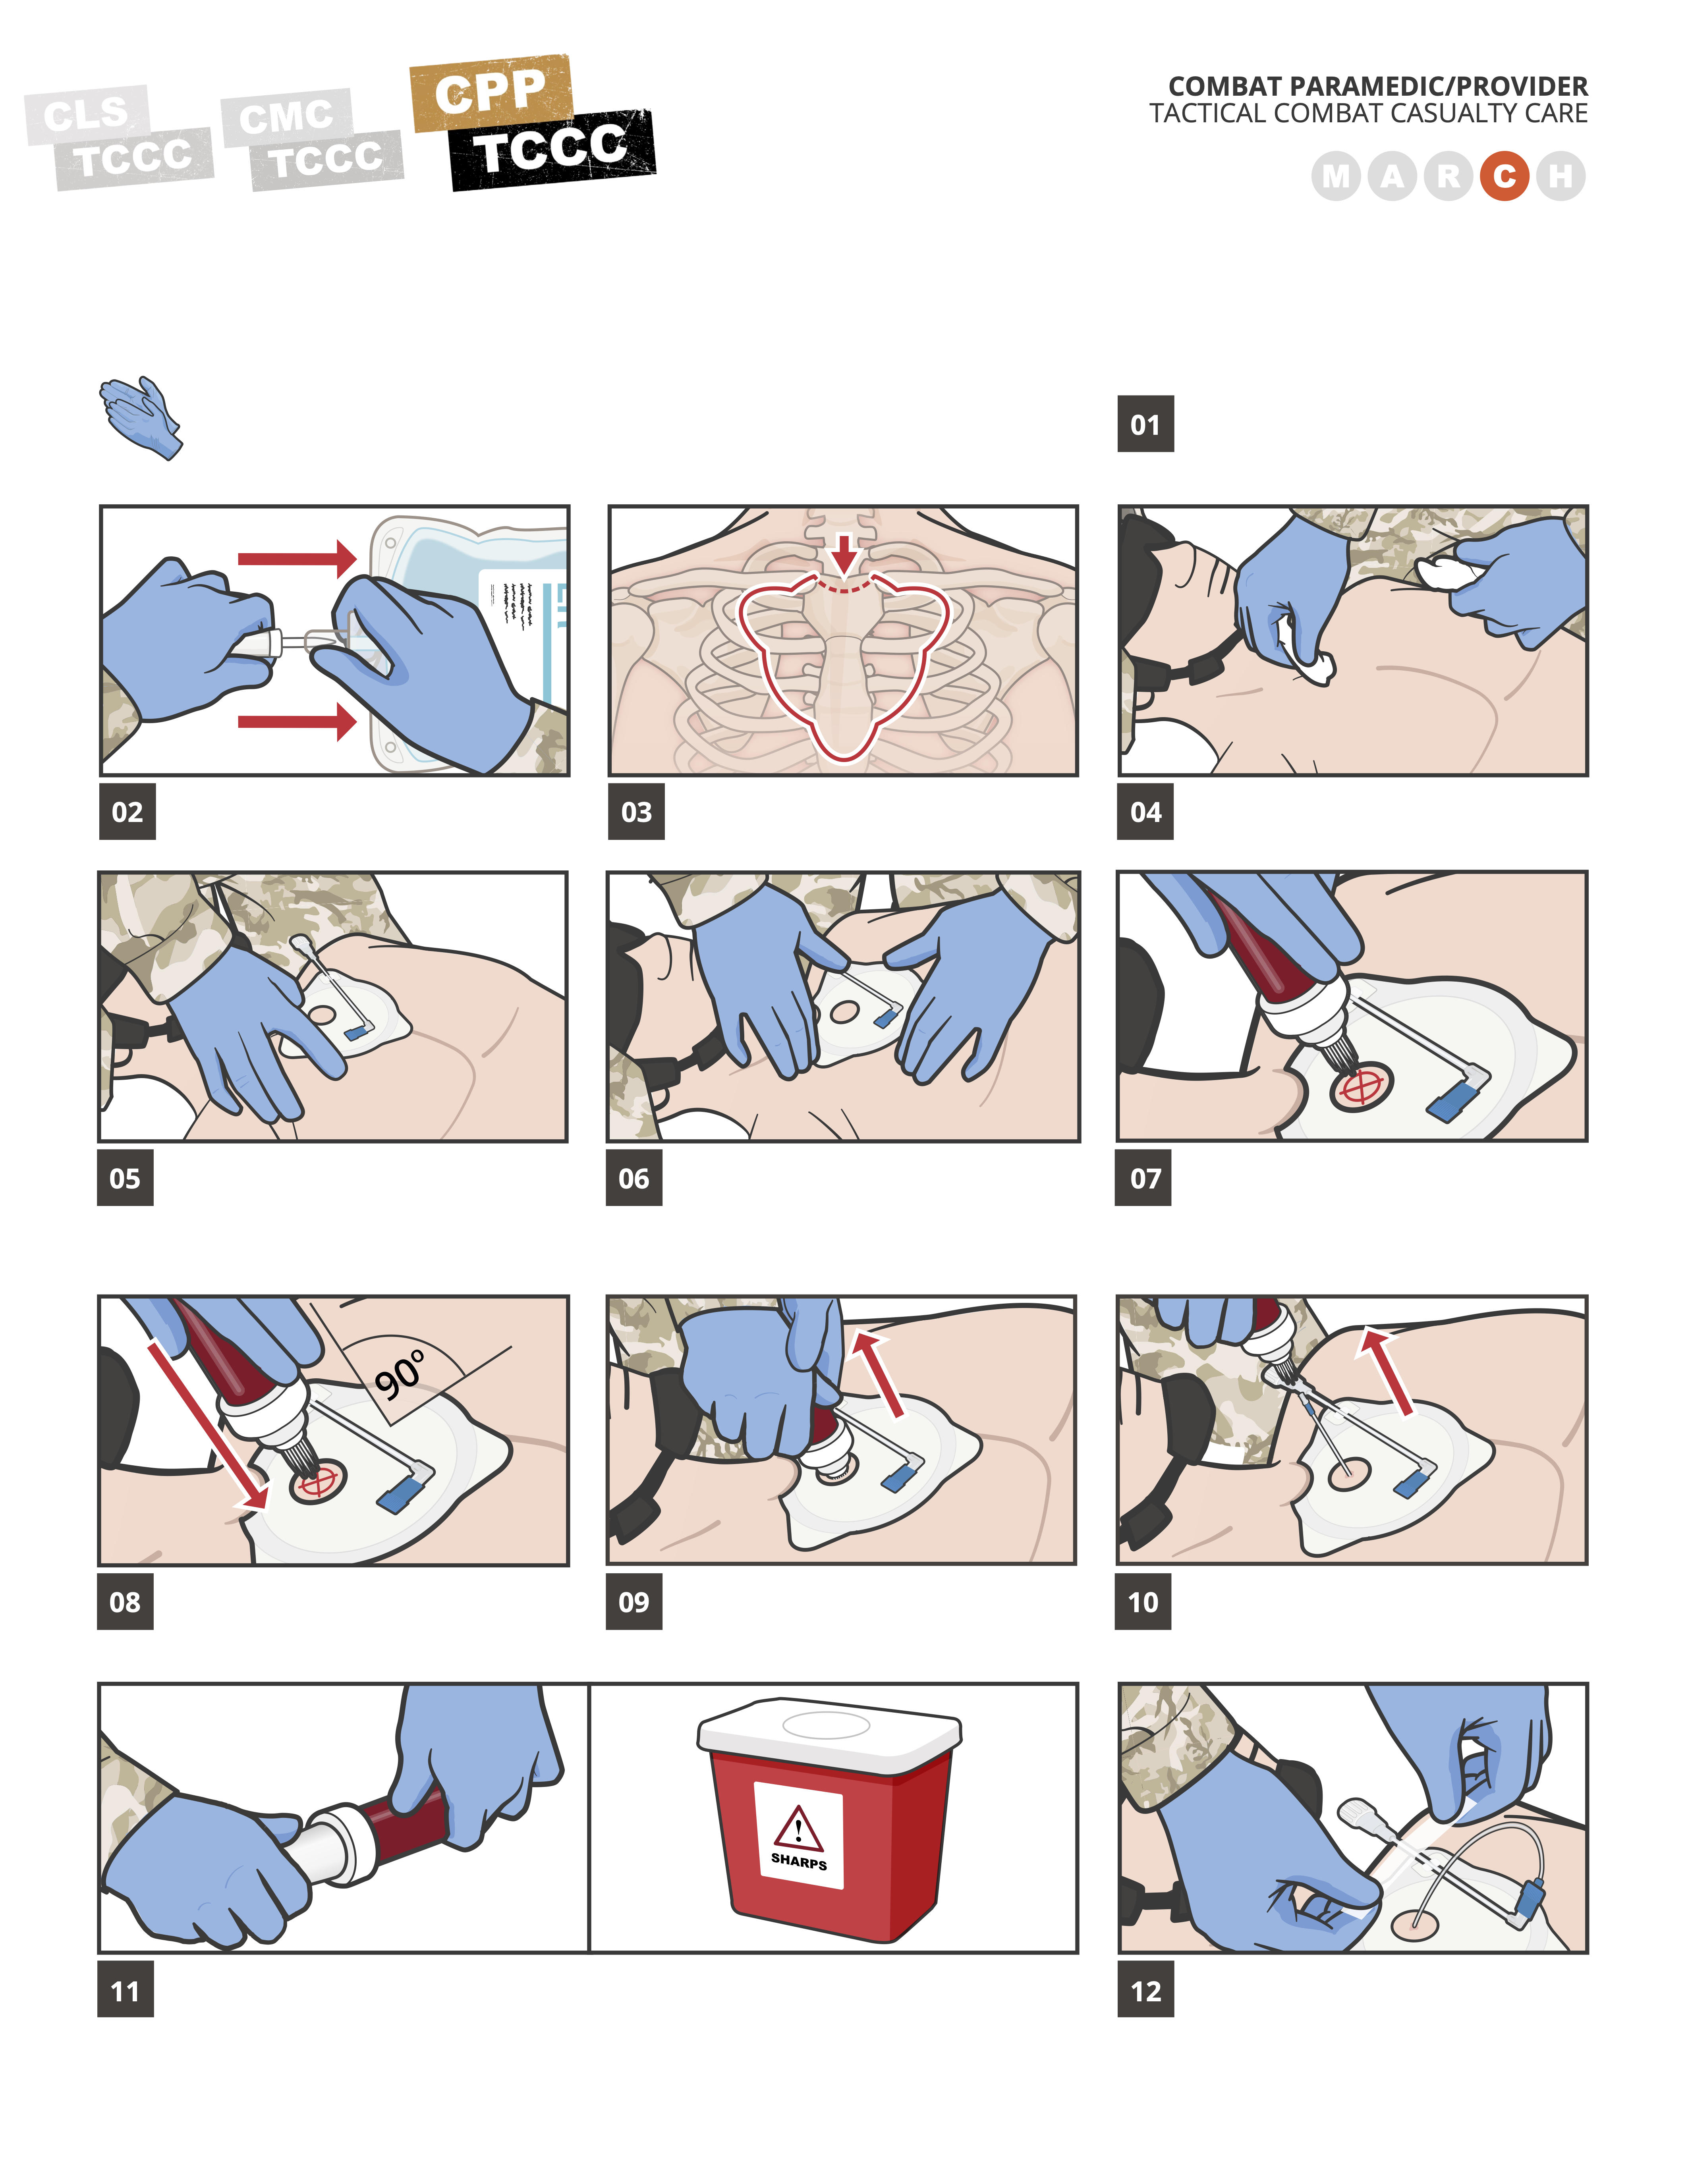 CLS
TCCC
CMC
TCCC
CPP
TCCC
COMBAT PARAMEDIC/PROVIDER
TACTICAL COMBAT CASUALTY CARE
M A R C H
01
02
03
04
05
06
07
90°
08
09
10
SHARPS
11
12